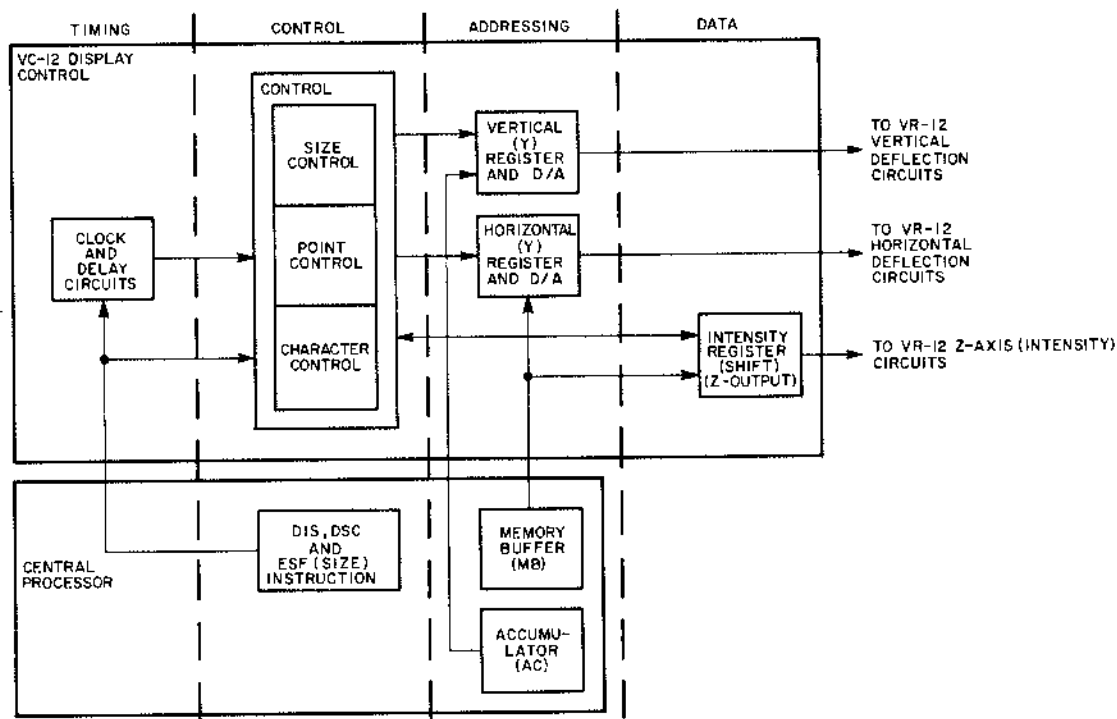 TIMING
CONTROL
ADDRESSING
DATA
VC-12 DISPLAY
CONTROL
CONTROL
SIZE
CONTROL
POINT
CONTROL
CHARACTER
CONTROL
CLOCK
AND
DELAY
CIRCUITS
VERTICAL
(Y)
REGISTER
AND D/A
HORIZONTAL
(Y)
REGISTER
AND D/A
INTENSITY
REGISTER
(SHIFT)
(Z-OUTPUT)
TO VR-12
VERTICAL
DEFLECTION
CIRCUITS
TO VR-12
HORIZONTAL
DEFLECTION
CIRCUITS
TO VR-12 Z-AXIS (INTENSITY)
CIRCUITS
CENTRAL
PROCESSOR
DIS, DSC
AND
ESF (SIZE)
INSTRUCTION
MEMORY
BUFFER
(MB)
ACCUMU-
LATOR
(AC)